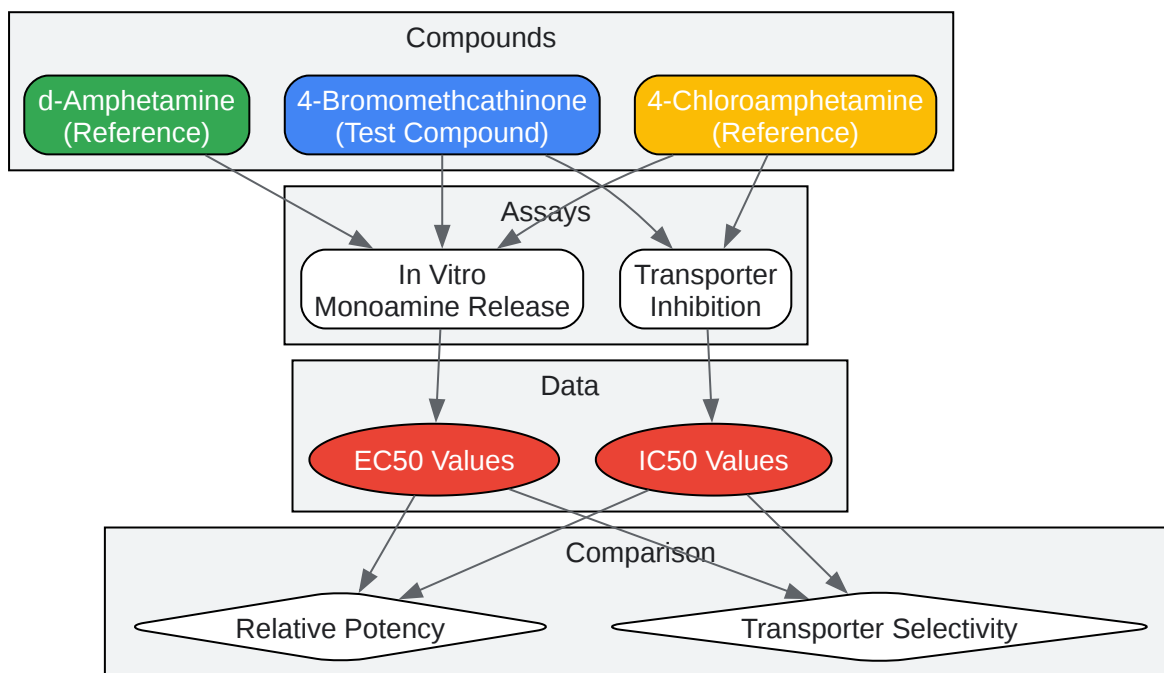 Compounds
d-Amphetamine
(Reference)
4-Bromomethcathinone
(Test Compound)
4-Chloroamphetamine
(Reference)
Assays
In Vitro
Monoamine Release
Transporter
Inhibition
Data
EC50 Values
IC50 Values
Comparison
Relative Potency
Transporter Selectivity